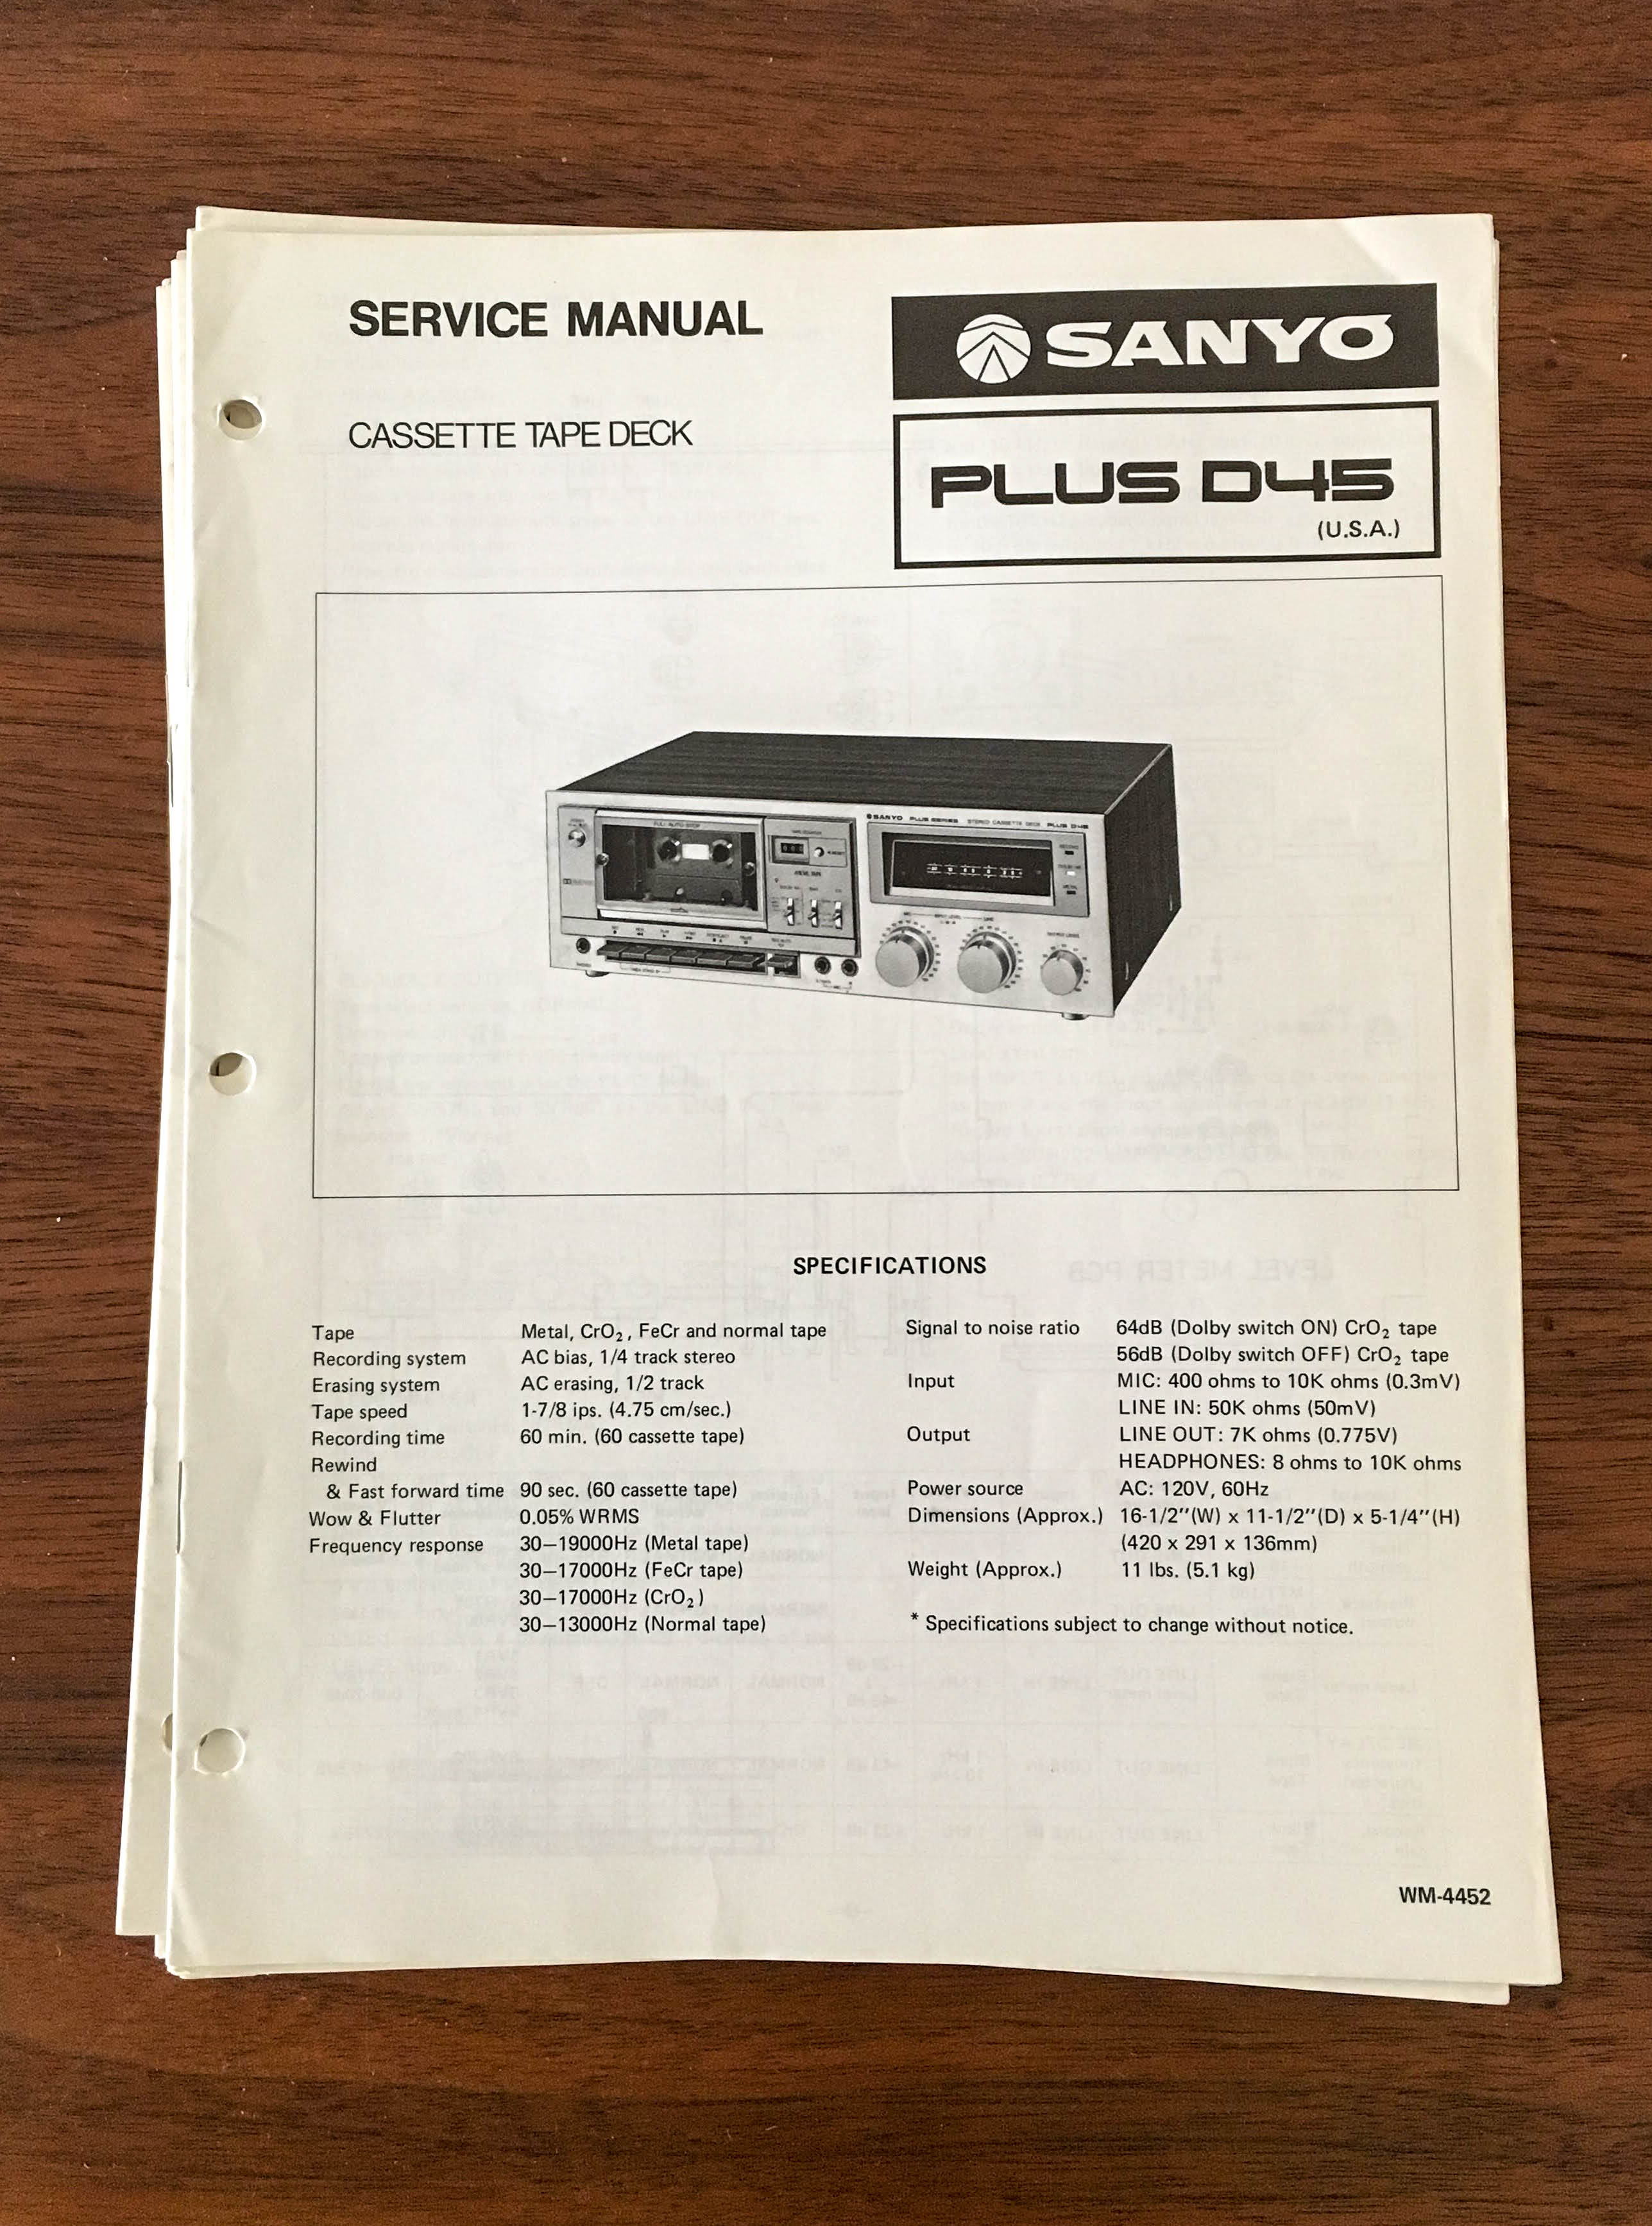 SERVICE MANUAL
SANYO
CASSETTE TAPE DECK
PLUS D45
(U.S.A.)
SANYO PLUS SERIES STEREO CASSETTE DECK PLUS D45
SPECIFICATIONS
Tape Metal, CrO₂, FeCr and normal tape
Recording system AC bias, 1/4 track stereo
Erasing system AC erasing, 1/2 track
Tape speed 1-7/8 ips. (4.75 cm/sec.)
Recording time 60 min. (60 cassette tape)
Rewind
& Fast forward time 90 sec. (60 cassette tape)
Wow & Flutter 0.05% WRMS
Frequency response 30–19000Hz (Metal tape)
30–17000Hz (FeCr tape)
30–17000Hz (CrO₂)
30–13000Hz (Normal tape)
Signal to noise ratio 64dB (Dolby switch ON) CrO₂ tape
56dB (Dolby switch OFF) CrO₂ tape
Input MIC: 400 ohms to 10K ohms (0.3mV)
LINE IN: 50K ohms (50mV)
Output LINE OUT: 7K ohms (0.775V)
HEADPHONES: 8 ohms to 10K ohms
Power source AC: 120V, 60Hz
Dimensions (Approx.) 16-1/2″(W) x 11-1/2″(D) x 5-1/4″(H)
(420 x 291 x 136mm)
Weight (Approx.) 11 lbs. (5.1 kg)
* Specifications subject to change without notice.
WM-4452